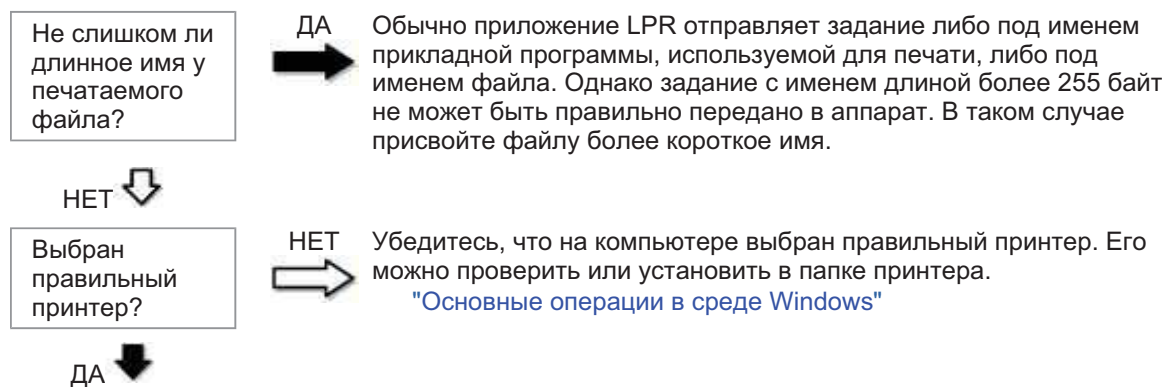 Не слишком ли
длинное имя у
печатаемого
файла?
ДА
Обычно приложение LPR отправляет задание либо под именем
прикладной программы, используемой для печати, либо под
именем файла. Однако задание с именем длиной более 255 байт
не может быть правильно передано в аппарат. В таком случае
присвойте файлу более короткое имя.
НЕТ
Выбран
правильный
принтер?
НЕТ
Убедитесь, что на компьютере выбран правильный принтер. Его
можно проверить или установить в папке принтера.
"Основные операции в среде Windows"
ДА